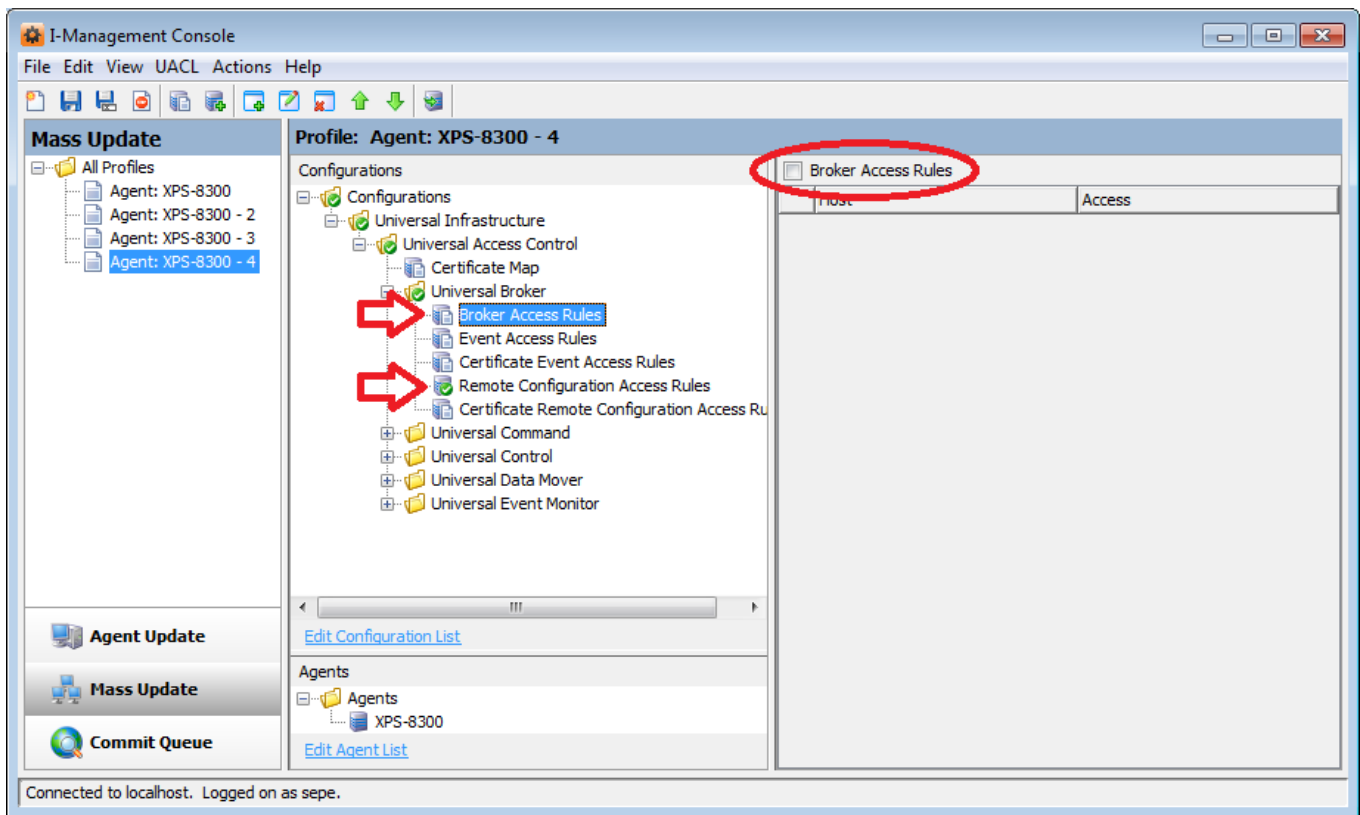 I-Management Console
File Edit View UACL Actions Help
Mass Update
All Profiles
Agent: XPS-8300
Agent: XPS-8300 - 2
Agent: XPS-8300 - 3
Agent: XPS-8300 - 4
Agent Update
Mass Update
Commit Queue
Profile: Agent: XPS-8300 - 4
Configurations
Configurations
Universal Infrastructure
Universal Access Control
Certificate Map
Universal Broker
Broker Access Rules
Event Access Rules
Certificate Event Access Rules
Remote Configuration Access Rules
Certificate Remote Configuration Access Ru
Universal Command
Universal Control
Universal Data Mover
Universal Event Monitor
Edit Configuration List
Agents
Agents
XPS-8300
Edit Agent List
Broker Access Rules
Host Access
Connected to localhost. Logged on as sepe.